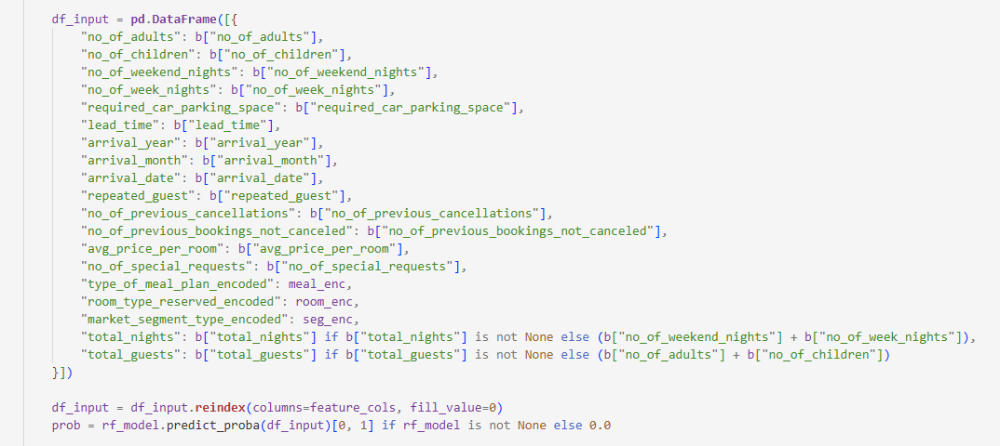 df_input = pd.DataFrame([{
"no_of_adults": b["no_of_adults"],
"no_of_children": b["no_of_children"],
"no_of_weekend_nights": b["no_of_weekend_nights"],
"no_of_week_nights": b["no_of_week_nights"],
"required_car_parking_space": b["required_car_parking_space"],
"lead_time": b["lead_time"],
"arrival_year": b["arrival_year"],
"arrival_month": b["arrival_month"],
"arrival_date": b["arrival_date"],
"repeated_guest": b["repeated_guest"],
"no_of_previous_cancellations": b["no_of_previous_cancellations"],
"no_of_previous_bookings_not_canceled": b["no_of_previous_bookings_not_canceled"],
"avg_price_per_room": b["avg_price_per_room"],
"no_of_special_requests": b["no_of_special_requests"],
"type_of_meal_plan_encoded": meal_enc,
"room_type_reserved_encoded": room_enc,
"market_segment_type_encoded": seg_enc,
"total_nights": b["total_nights"] if b["total_nights"] is not None else (b["no_of_weekend_nights"] + b["no_of_week_nights"]),
"total_guests": b["total_guests"] if b["total_guests"] is not None else (b["no_of_adults"] + b["no_of_children"])
}])
df_input = df_input.reindex(columns=feature_cols, fill_value=0)
prob = rf_model.predict_proba(df_input)[0, 1] if rf_model is not None else 0.0